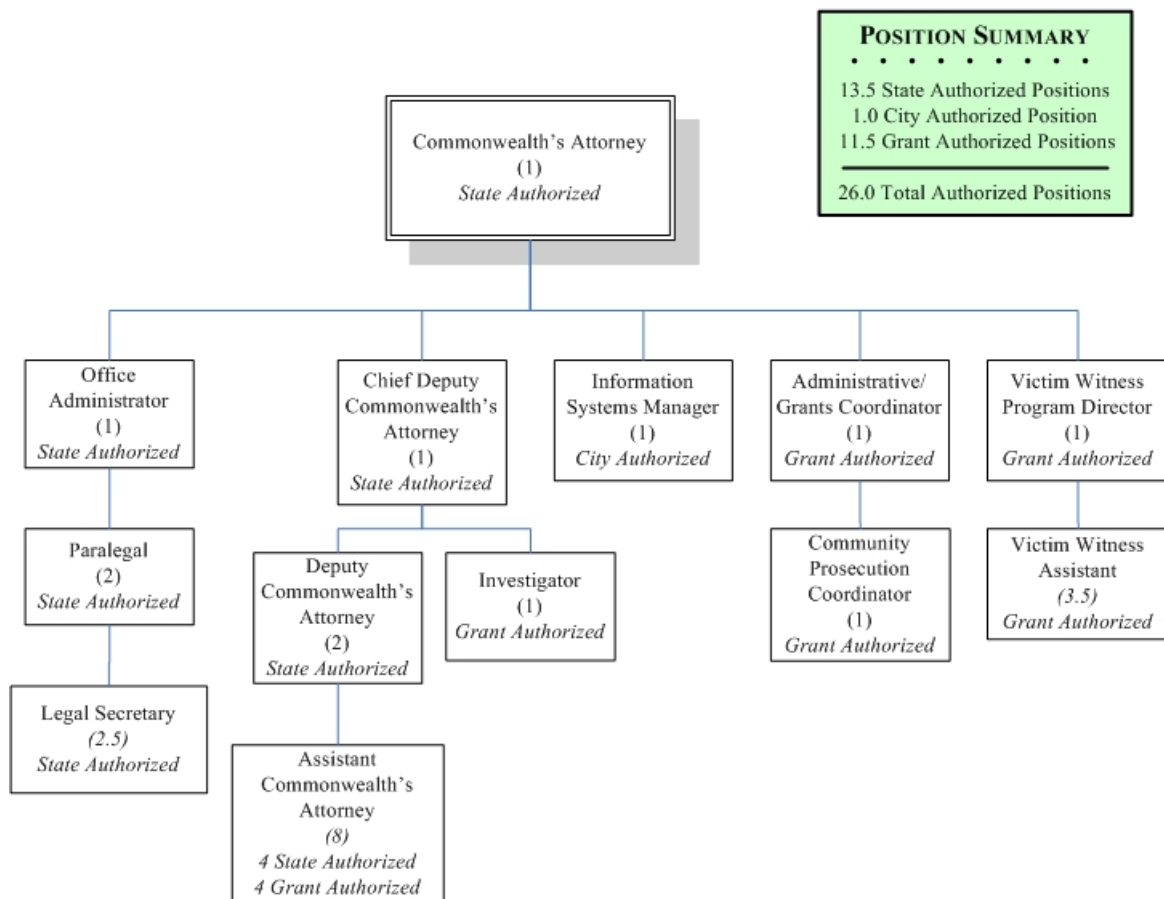 POSITION SUMMARY
• • • • • • • • •
13.5 State Authorized Positions
1.0 City Authorized Position
11.5 Grant Authorized Positions
26.0 Total Authorized Positions
Commonwealth's Attorney
(1)
State Authorized
Office
Administrator
(1)
State Authorized
Chief Deputy
Commonwealth's
Attorney
(1)
State Authorized
Information
Systems Manager
(1)
City Authorized
Administrative/
Grants Coordinator
(1)
Grant Authorized
Victim Witness
Program Director
(1)
Grant Authorized
Paralegal
(2)
State Authorized
Deputy
Commonwealth's
Attorney
(2)
State Authorized
Investigator
(1)
Grant Authorized
Community
Prosecution
Coordinator
(1)
Grant Authorized
Victim Witness
Assistant
(3.5)
Grant Authorized
Legal Secretary
(2.5)
State Authorized
Assistant
Commonwealth's
Attorney
(8)
4 State Authorized
4 Grant Authorized